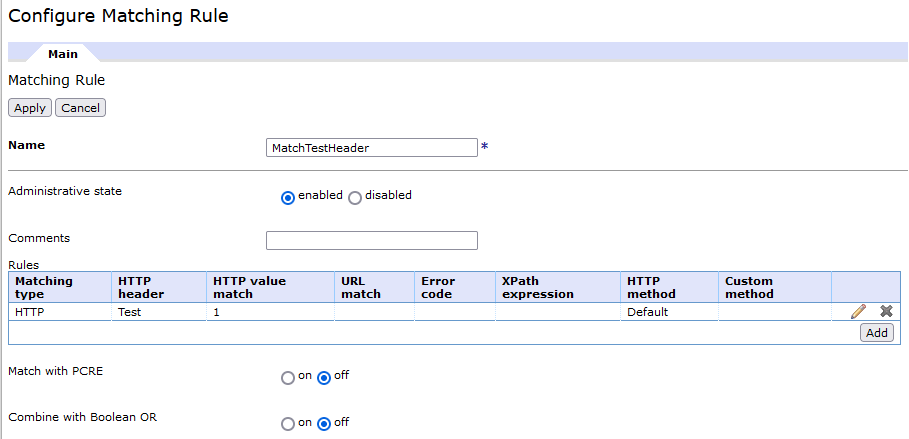 Configure Matching Rule
Main
Matching Rule
Apply Cancel
Name MatchTestHeader *
Administrative state enabled disabled
Comments
Rules
Matching type HTTP header HTTP value match URL match Error code XPath expression HTTP method Custom method
HTTP Test 1 Default
Add
Match with PCRE on off
Combine with Boolean OR on off